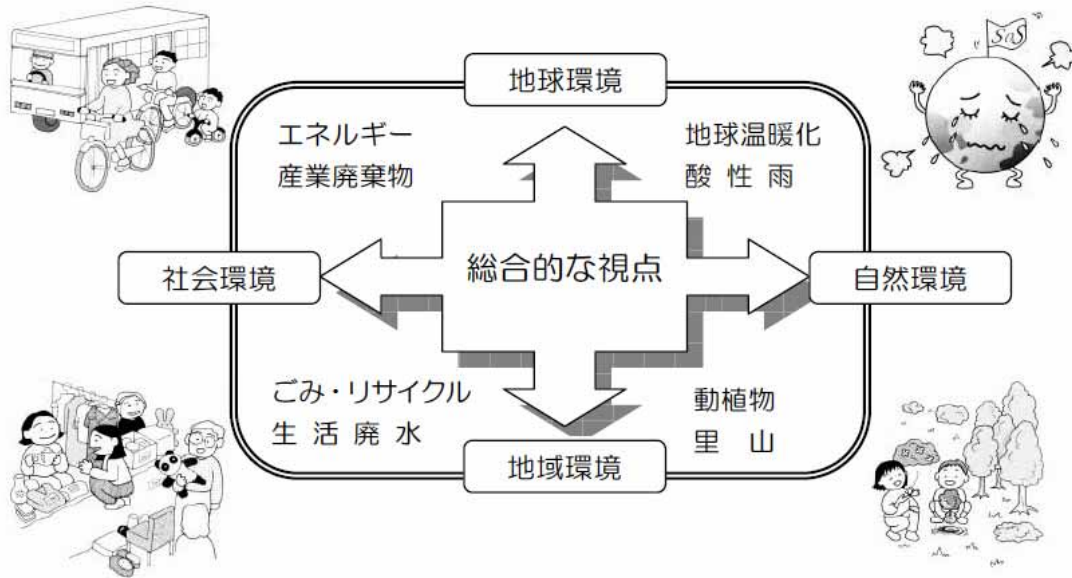 SOS
地球環境
エネルギー
産業廃棄物
地球温暖化
酸性雨
社会環境
総合的な視点
自然環境
ごみ・リサイクル
生活廃水
動植物
里山
地域環境